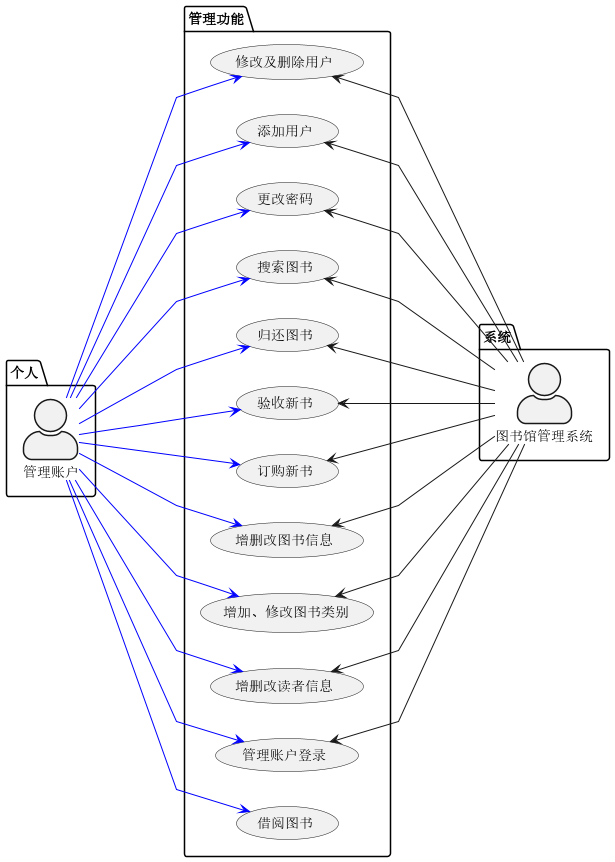 管理功能
修改及删除用户
添加用户
更改密码
搜索图书
归还图书
验收新书
订购新书
增删改图书信息
增加、修改图书类别
增删改读者信息
管理账户登录
借阅图书
个人
管理账户
系统
图书馆管理系统